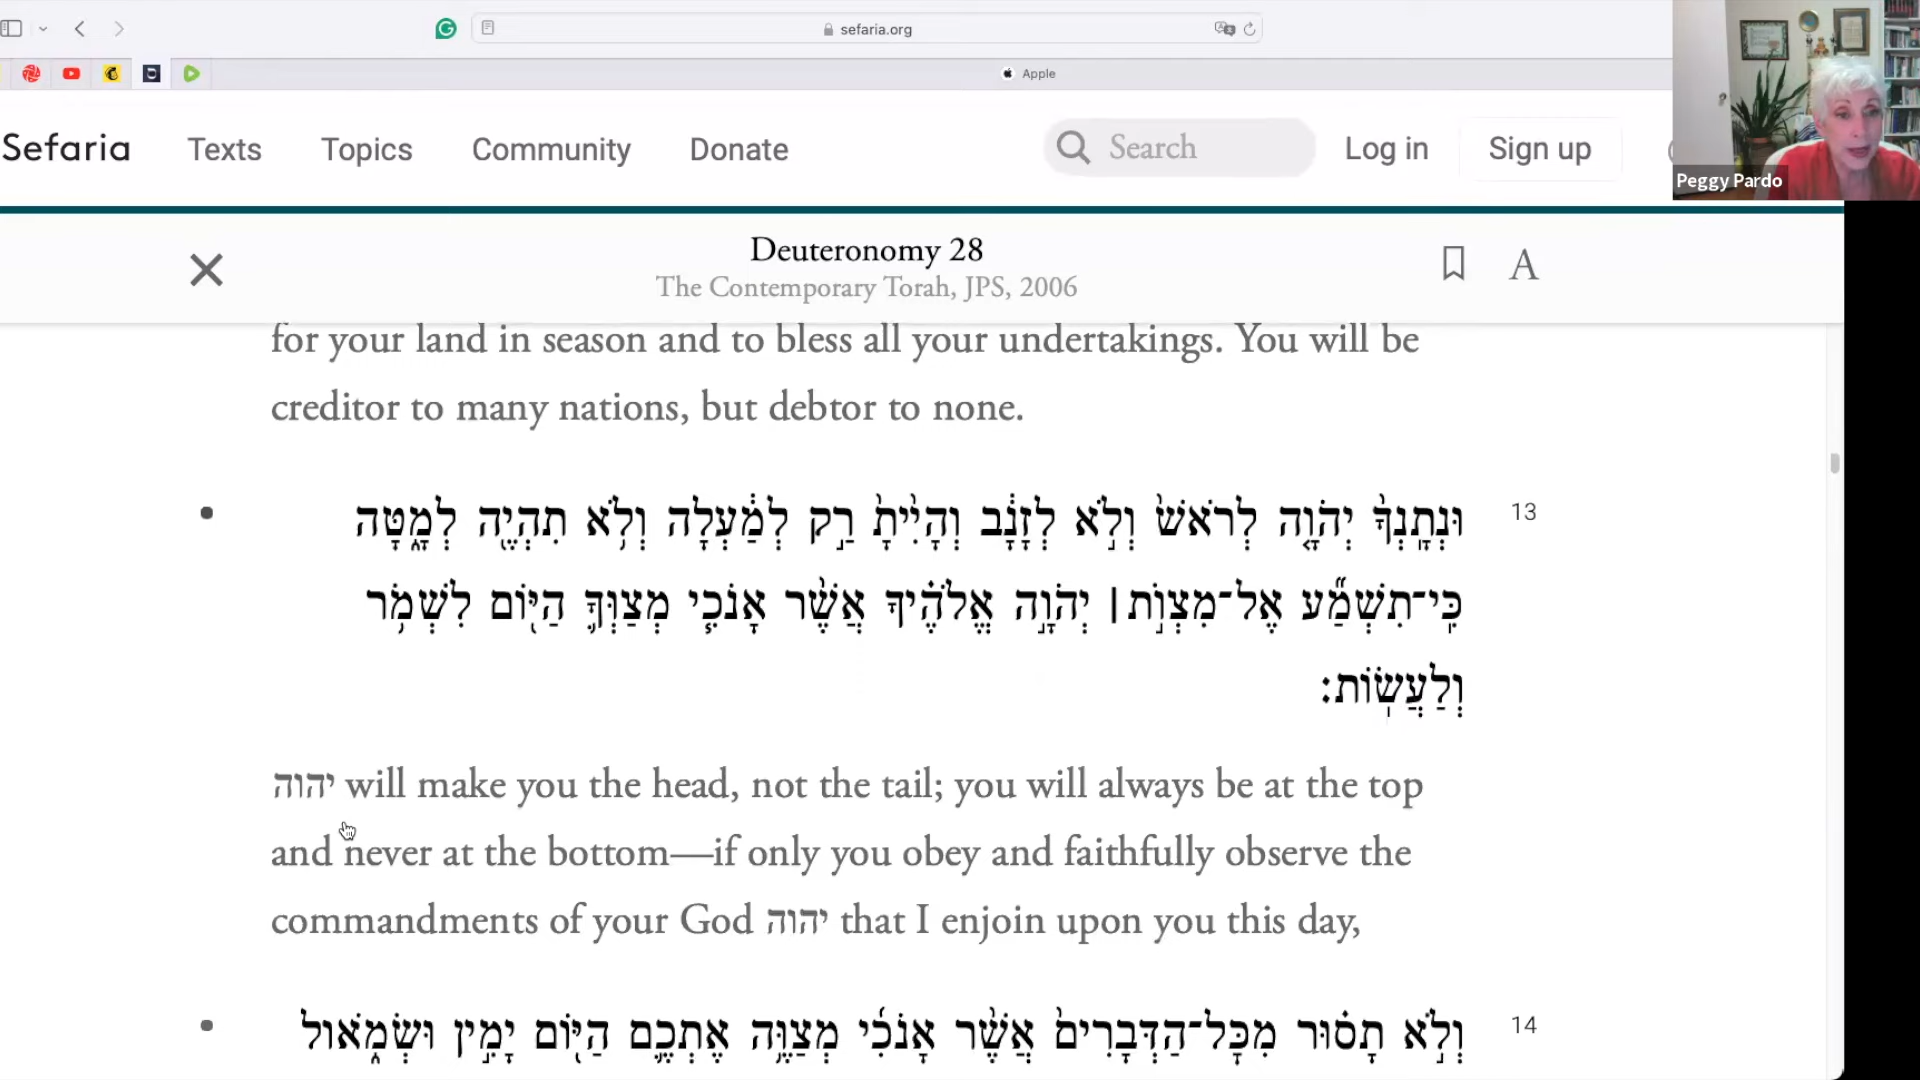 sefaria.org
Apple
Sefaria Texts Topics Community Donate Search Log in Sign up
Peggy Pardo
Deuteronomy 28
The Contemporary Torah, JPS, 2006
for your land in season and to bless all your undertakings. You will be
creditor to many nations, but debtor to none.
13 וּנְתָֽנְךָ֨ יְהֹוָ֤ה לְרֹאשׁ֙ וְלֹ֣א לְזָנָ֔ב וְהָיִ֙יתָ֙ רַ֣ק לְמַ֔עְלָה וְלֹ֥א תִהְיֶ֖ה לְמָ֑טָּה
כִּֽי־תִשְׁמַ֞ע אֶל־מִצְוֺ֣ת ׀ יְהֹוָ֣ה אֱלֹהֶ֗יךָ אֲשֶׁ֨ר אָנֹכִ֧י מְצַוְּךָ֛ הַיּ֖וֹם לִשְׁמֹ֥ר
וְלַעֲשֽׂוֹת׃
יהוה will make you the head, not the tail; you will always be at the top
and never at the bottom—if only you obey and faithfully observe the
commandments of your God יהוה that I enjoin upon you this day,
14 וְלֹ֣א תָס֗וּר מִכׇּל־הַדְּבָרִים֙ אֲשֶׁ֨ר אָנֹכִ֜י מְצַוֶּ֥ה אֶתְכֶ֛ם הַיּ֖וֹם יָמִ֣ין וּשְׂמֹ֑אול